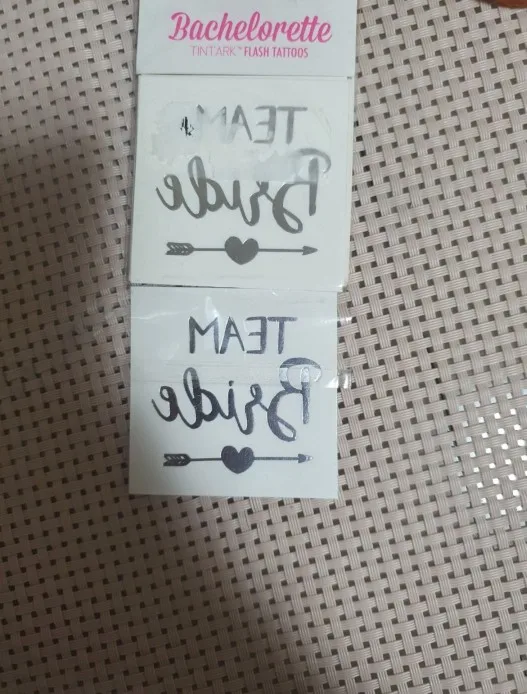 Bachelorette
TINTARK™ FLASH TATTOOS
TEAM
Bride
TEAM
Bride